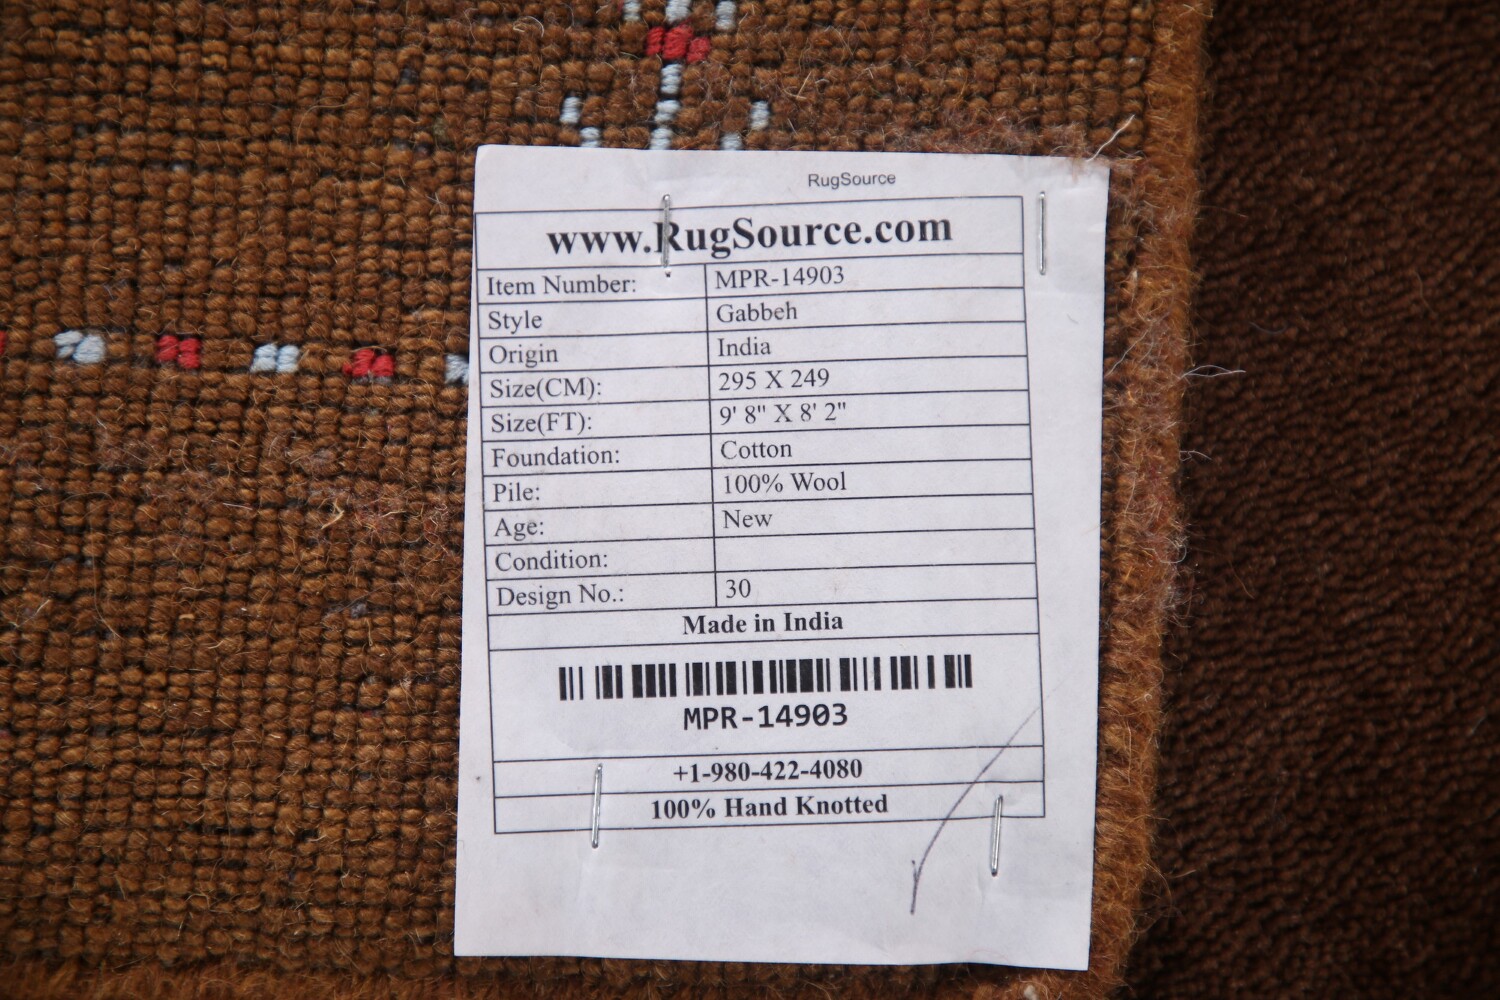 RugSource
www.RugSource.com
Item Number: MPR-14903
Style Gabbeh
Origin India
Size(CM): 295 X 249
Size(FT): 9' 8" X 8' 2"
Foundation: Cotton
Pile: 100% Wool
Age: New
Condition:
Design No.: 30
Made in India
MPR-14903
+1-980-422-4080
100% Hand Knotted